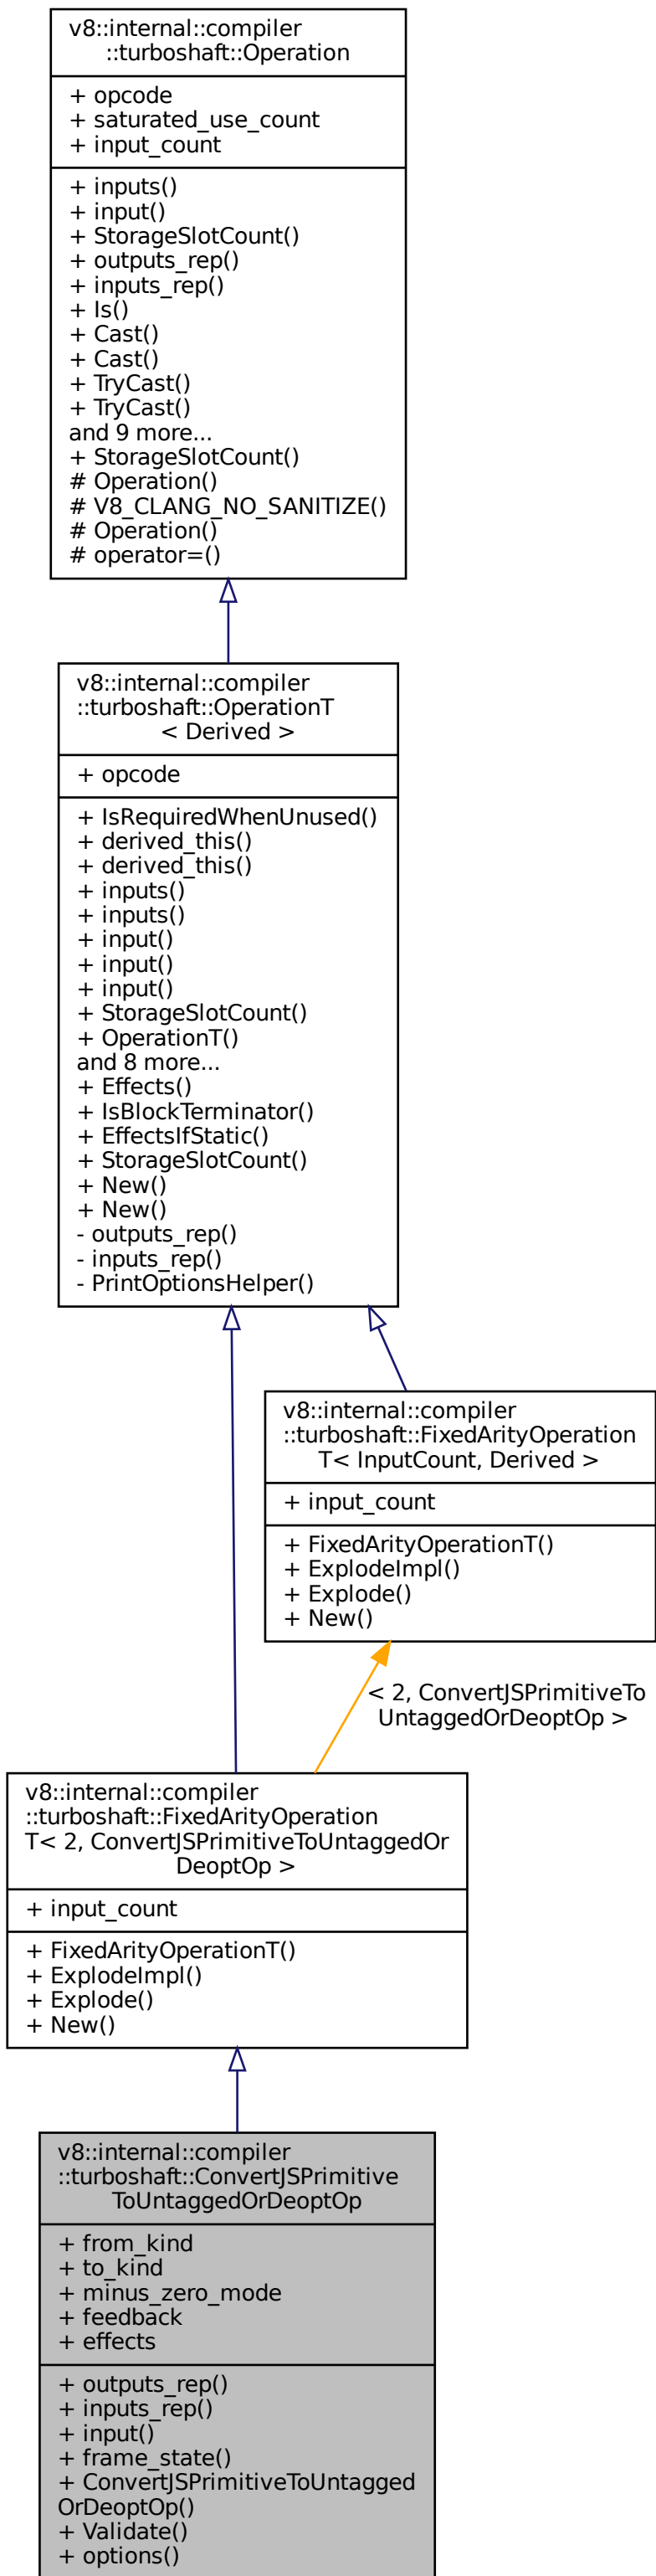 v8::internal::compiler
::turboshaft::Operation
+ opcode
+ saturated_use_count
+ input_count
+ inputs()
+ input()
+ StorageSlotCount()
+ outputs_rep()
+ inputs_rep()
+ Is()
+ Cast()
+ Cast()
+ TryCast()
+ TryCast()
and 9 more...
+ StorageSlotCount()
# Operation()
# V8_CLANG_NO_SANITIZE()
# Operation()
# operator=()
v8::internal::compiler
::turboshaft::OperationT
< Derived >
+ opcode
+ IsRequiredWhenUnused()
+ derived_this()
+ derived_this()
+ inputs()
+ inputs()
+ input()
+ input()
+ input()
+ StorageSlotCount()
+ OperationT()
and 8 more...
+ Effects()
+ IsBlockTerminator()
+ EffectsIfStatic()
+ StorageSlotCount()
+ New()
+ New()
- outputs_rep()
- inputs_rep()
- PrintOptionsHelper()
v8::internal::compiler
::turboshaft::FixedArityOperation
T< InputCount, Derived >
+ input_count
+ FixedArityOperationT()
+ ExplodeImpl()
+ Explode()
+ New()
< 2, ConvertJSPrimitiveTo
UntaggedOrDeoptOp >
v8::internal::compiler
::turboshaft::FixedArityOperation
T< 2, ConvertJSPrimitiveToUntaggedOr
DeoptOp >
+ input_count
+ FixedArityOperationT()
+ ExplodeImpl()
+ Explode()
+ New()
v8::internal::compiler
::turboshaft::ConvertJSPrimitive
ToUntaggedOrDeoptOp
+ from_kind
+ to_kind
+ minus_zero_mode
+ feedback
+ effects
+ outputs_rep()
+ inputs_rep()
+ input()
+ frame_state()
+ ConvertJSPrimitiveToUntagged
OrDeoptOp()
+ Validate()
+ options()